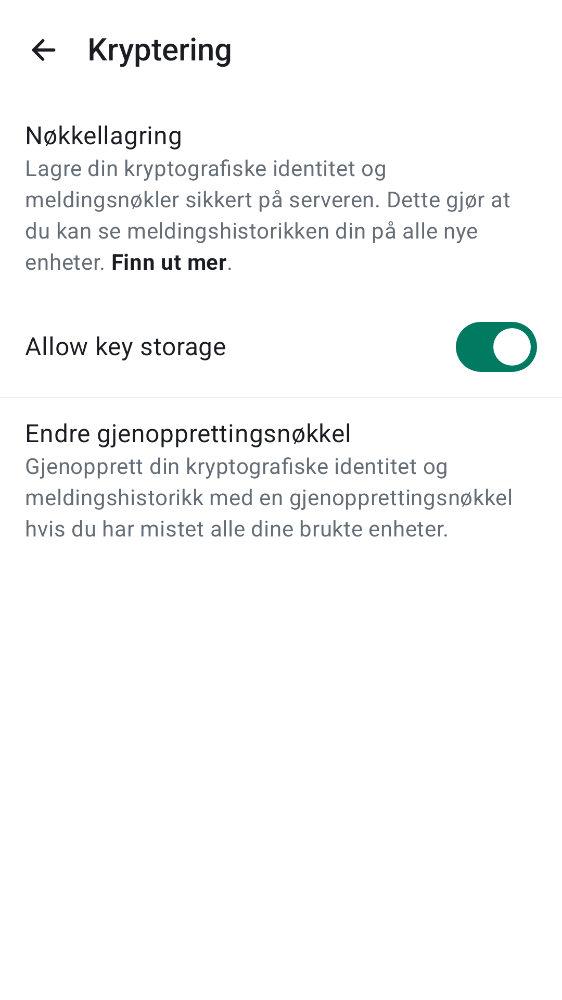 Kryptering
Nøkkellagring
Lagre din kryptografiske identitet og
meldingsnøkler sikkert på serveren. Dette gjør at
du kan se meldingshistorikken din på alle nye
enheter. Finn ut mer.
Allow key storage
Endre gjenopprettingsnøkkel
Gjenopprett din kryptografiske identitet og
meldingshistorikk med en gjenopprettingsnøkkel
hvis du har mistet alle dine brukte enheter.